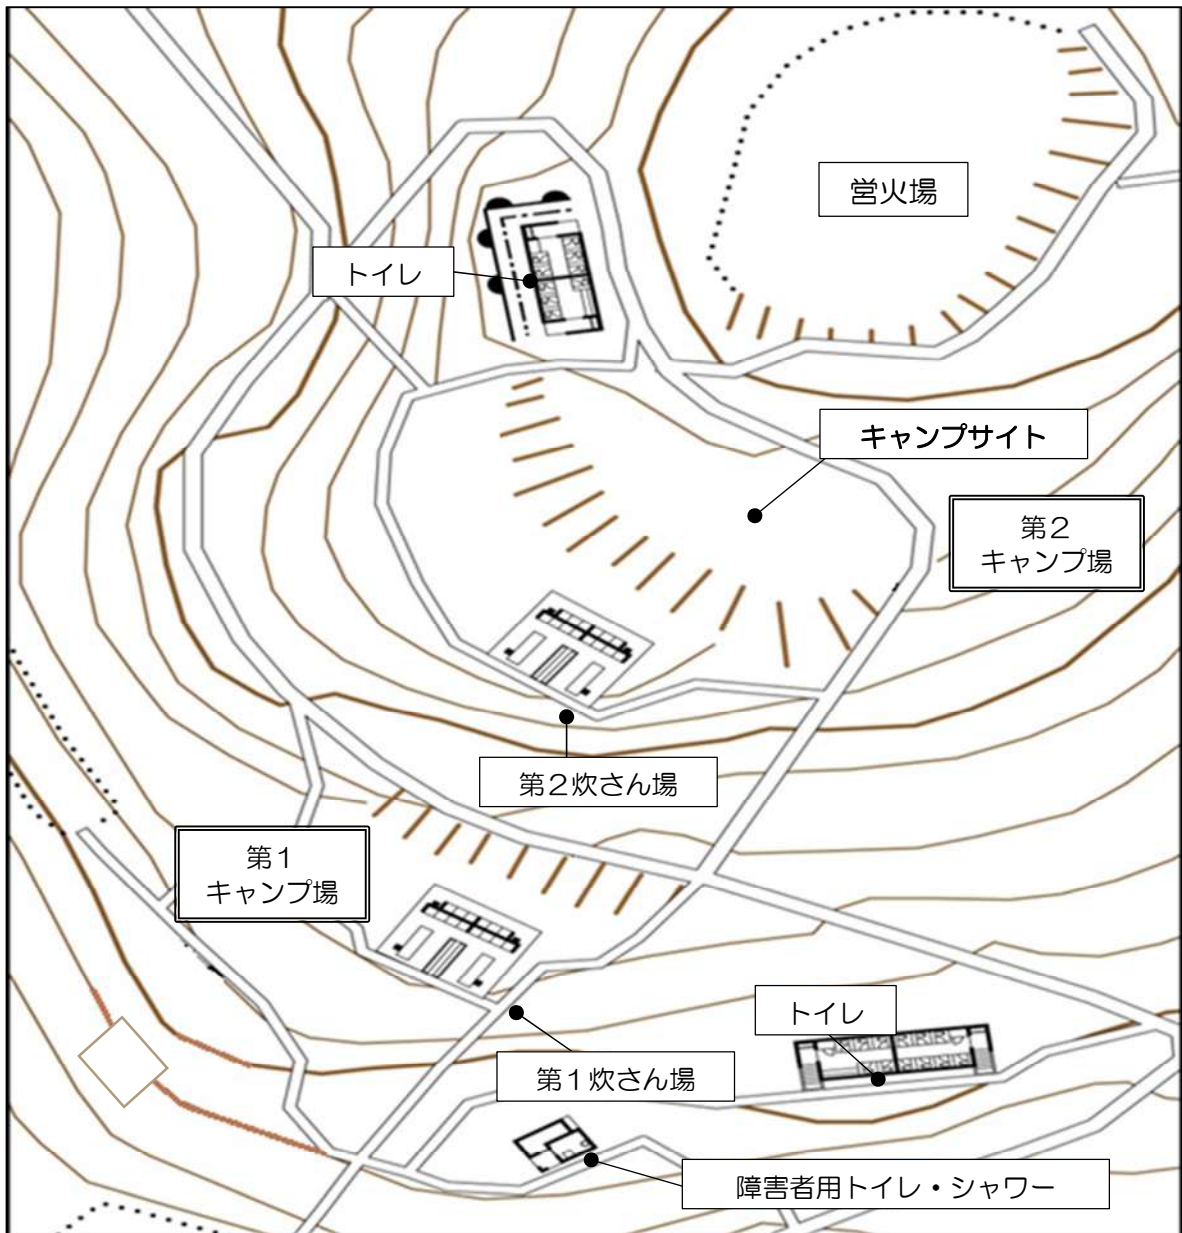 営火場
トイレ
キャンプサイト
第2
キャンプ場
第2炊さん場
第1
キャンプ場
トイレ
第1炊さん場
障害者用トイレ・シャワー